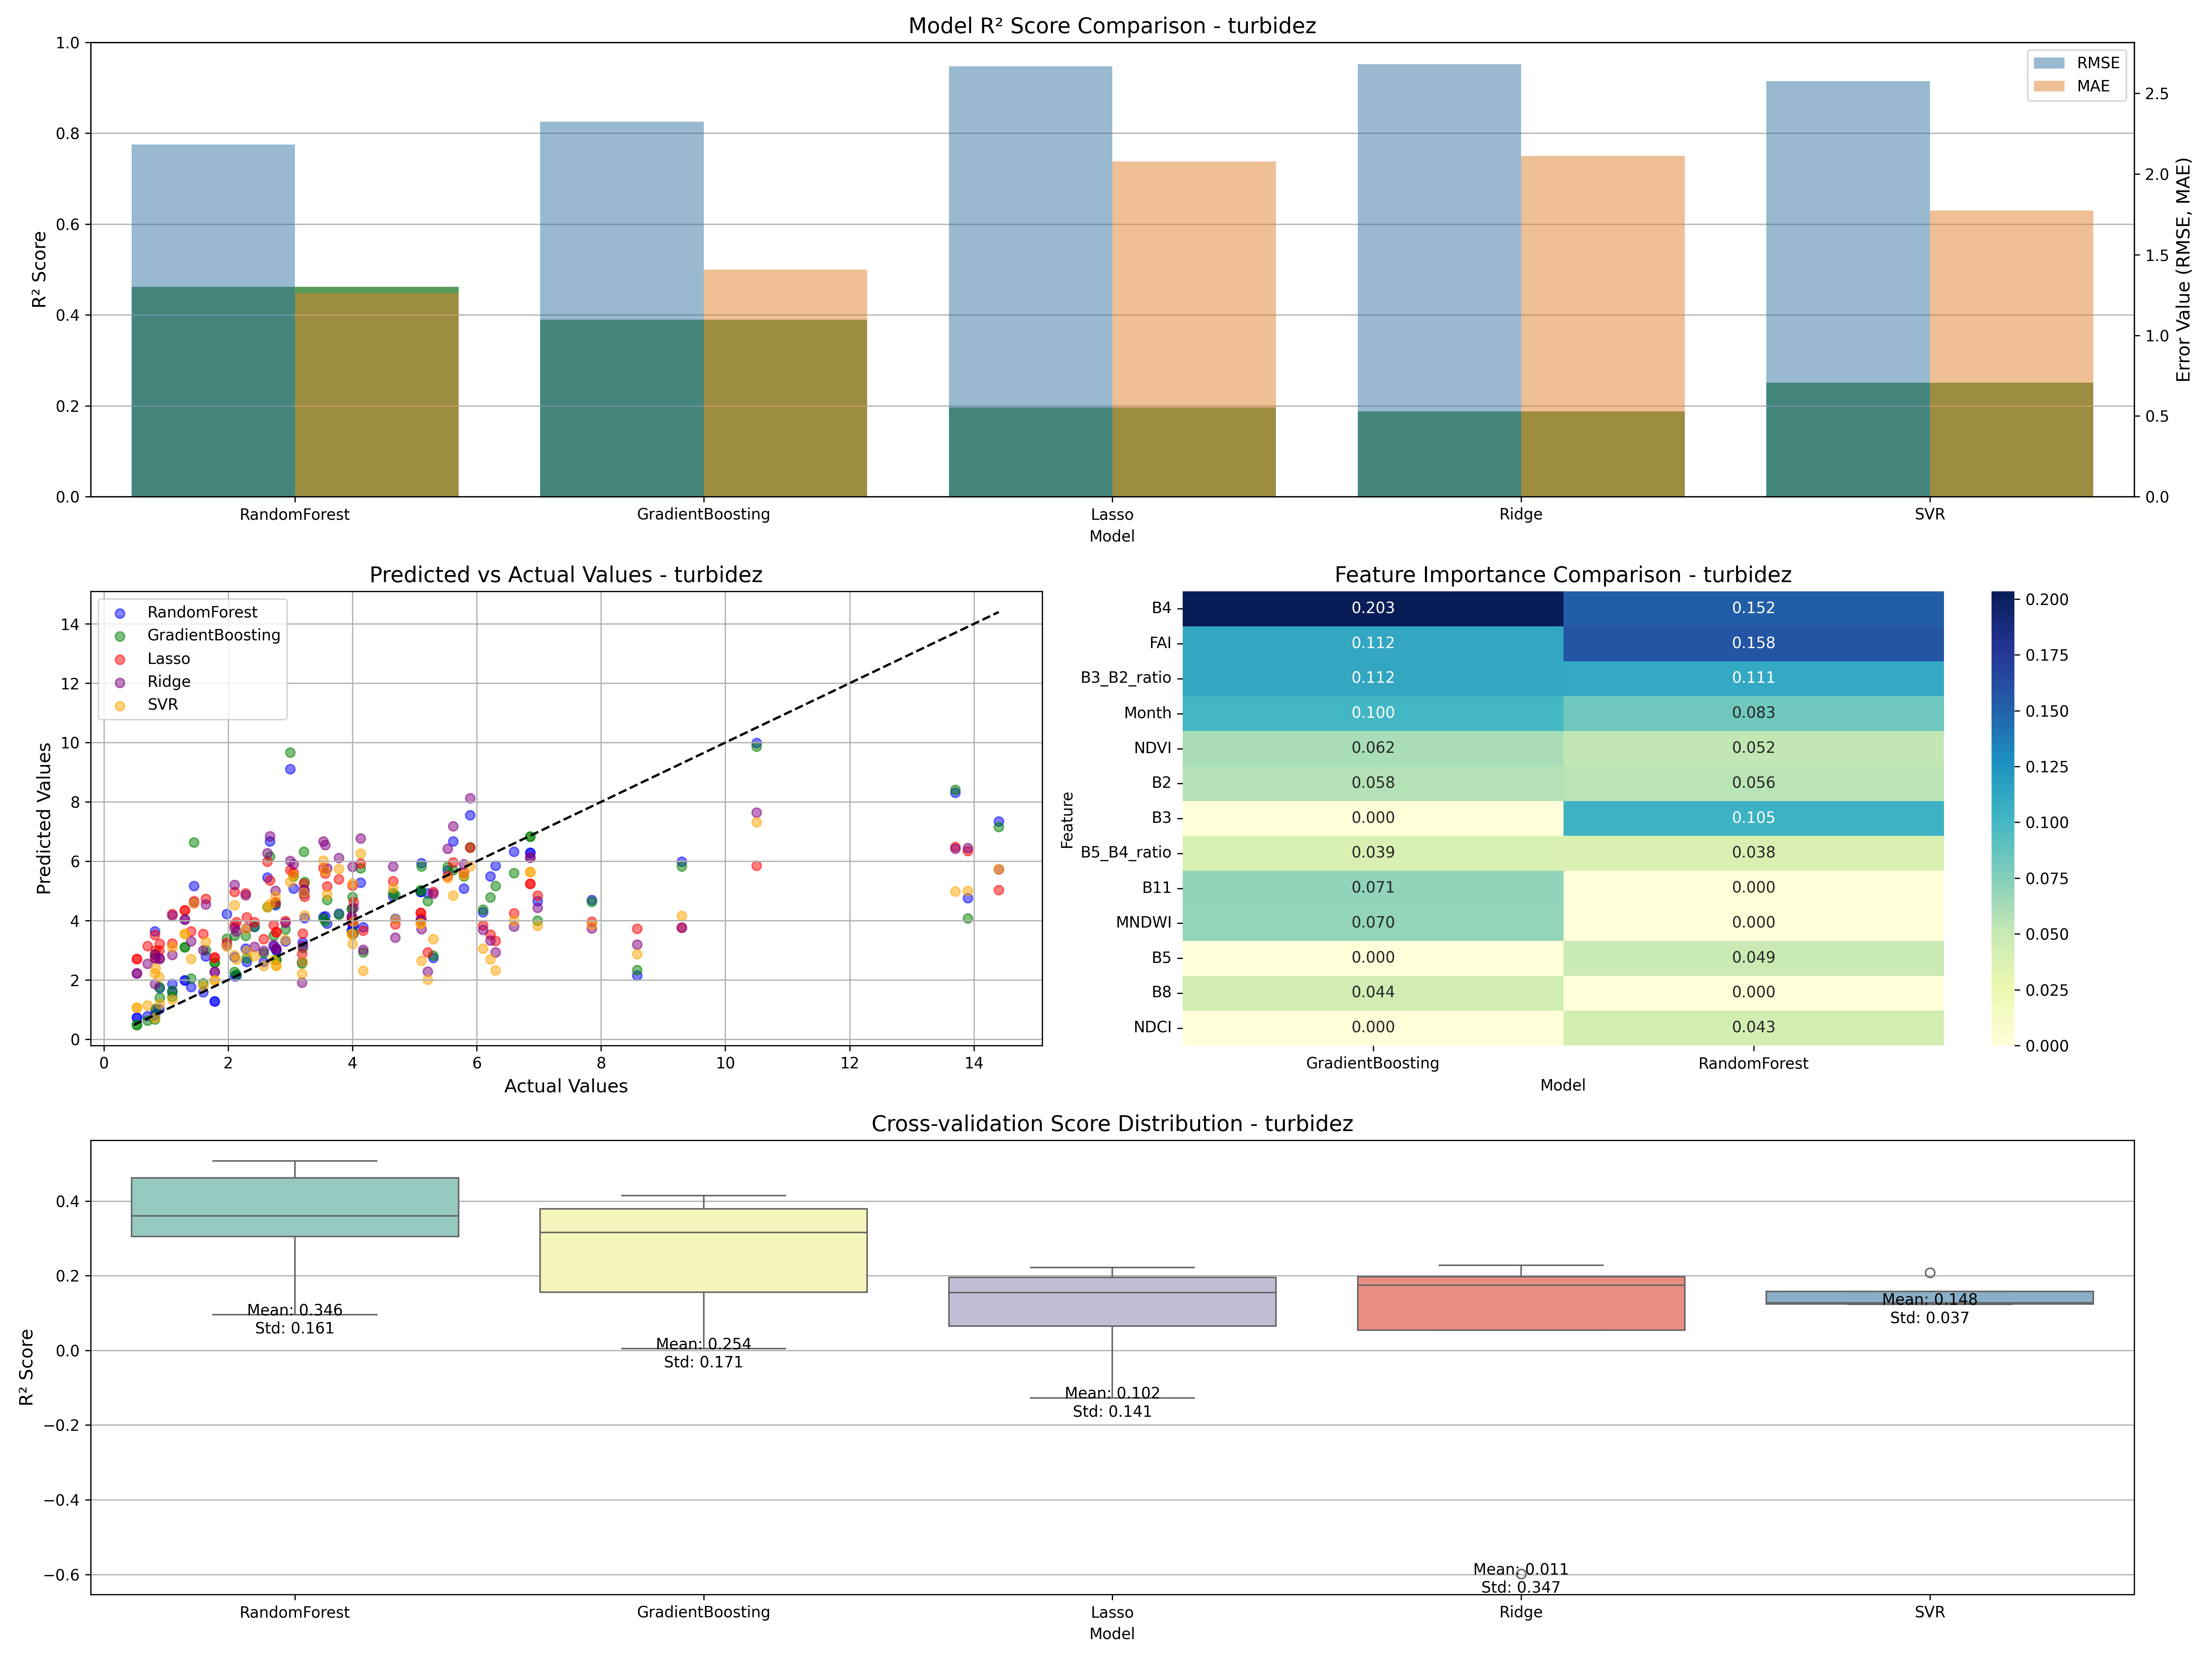 Model R² Score Comparison - turbidez
1.0
0.8
0.6
0.4
0.2
0.0
R² Score
RMSE
MAE
2.5
2.0
1.5
1.0
0.5
0.0
Error Value (RMSE, MAE)
RandomForest GradientBoosting Lasso Ridge SVR
Model
Predicted vs Actual Values - turbidez
RandomForest
GradientBoosting
Lasso
Ridge
SVR
14
12
10
8
6
4
2
0
Predicted Values
0 2 4 6 8 10 12 14
Actual Values
Feature Importance Comparison - turbidez
Feature
B4 0.203 0.152
FAI 0.112 0.158
B3_B2_ratio 0.112 0.111
Month 0.100 0.083
NDVI 0.062 0.052
B2 0.058 0.056
B3 0.000 0.105
B5_B4_ratio 0.039 0.038
B11 0.071 0.000
MNDWI 0.070 0.000
B5 0.000 0.049
B8 0.044 0.000
NDCI 0.000 0.043
GradientBoosting RandomForest
Model
0.200
0.175
0.150
0.125
0.100
0.075
0.050
0.025
0.000
Cross-validation Score Distribution - turbidez
0.4
0.2
0.0
−0.2
−0.4
−0.6
R² Score
Mean: 0.346
Std: 0.161
Mean: 0.254
Std: 0.171
Mean: 0.102
Std: 0.141
Mean: 0.011
Std: 0.347
Mean: 0.148
Std: 0.037
RandomForest GradientBoosting Lasso Ridge SVR
Model